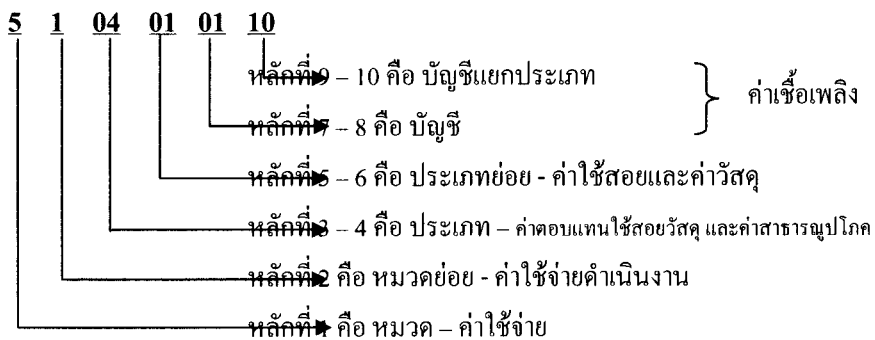 5 1 04 01 01 10
หลักที่ 9 – 10 คือ บัญชีแยกประเภท
ค่าเชื้อเพลิง
หลักที่ 7 – 8 คือ บัญชี
หลักที่ 5 – 6 คือ ประเภทย่อย - ค่าใช้สอยและค่าวัสดุ
หลักที่ 3 – 4 คือ ประเภท – ค่าตอบแทนใช้สอยวัสดุ และค่าสาธารณูปโภค
หลักที่ 2 คือ หมวดย่อย - ค่าใช้จ่ายดำเนินงาน
หลักที่ 1 คือ หมวด – ค่าใช้จ่าย